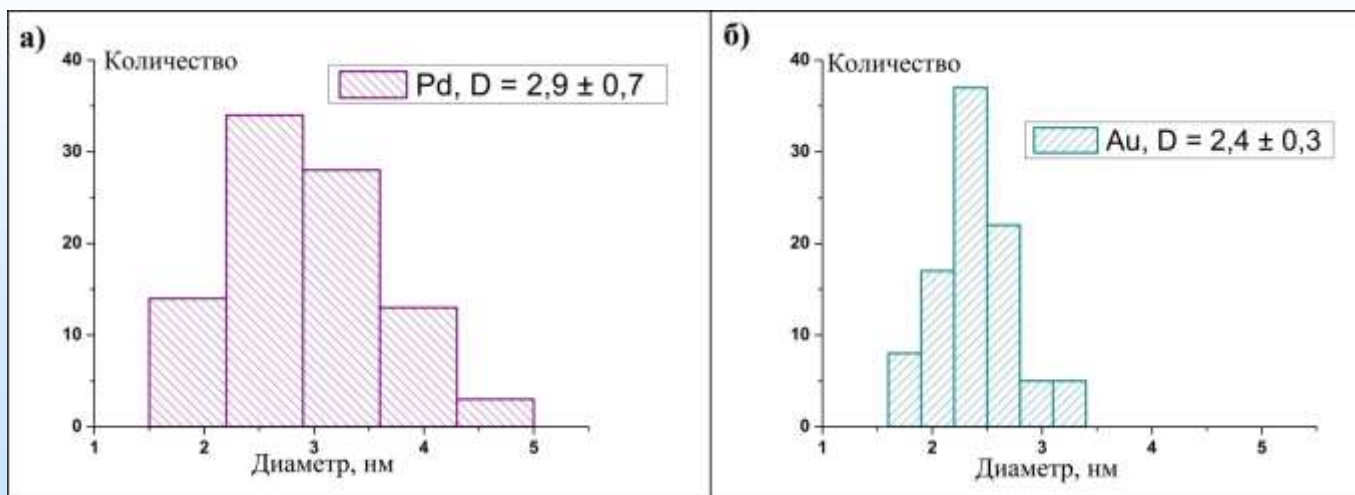 а)
Количество
40
30
20
10
0
Pd, D = 2,9 ± 0,7
1 2 3 4 5
Диаметр, нм
б)
Количество
40
30
20
10
0
Au, D = 2,4 ± 0,3
1 2 3 4 5
Диаметр, нм